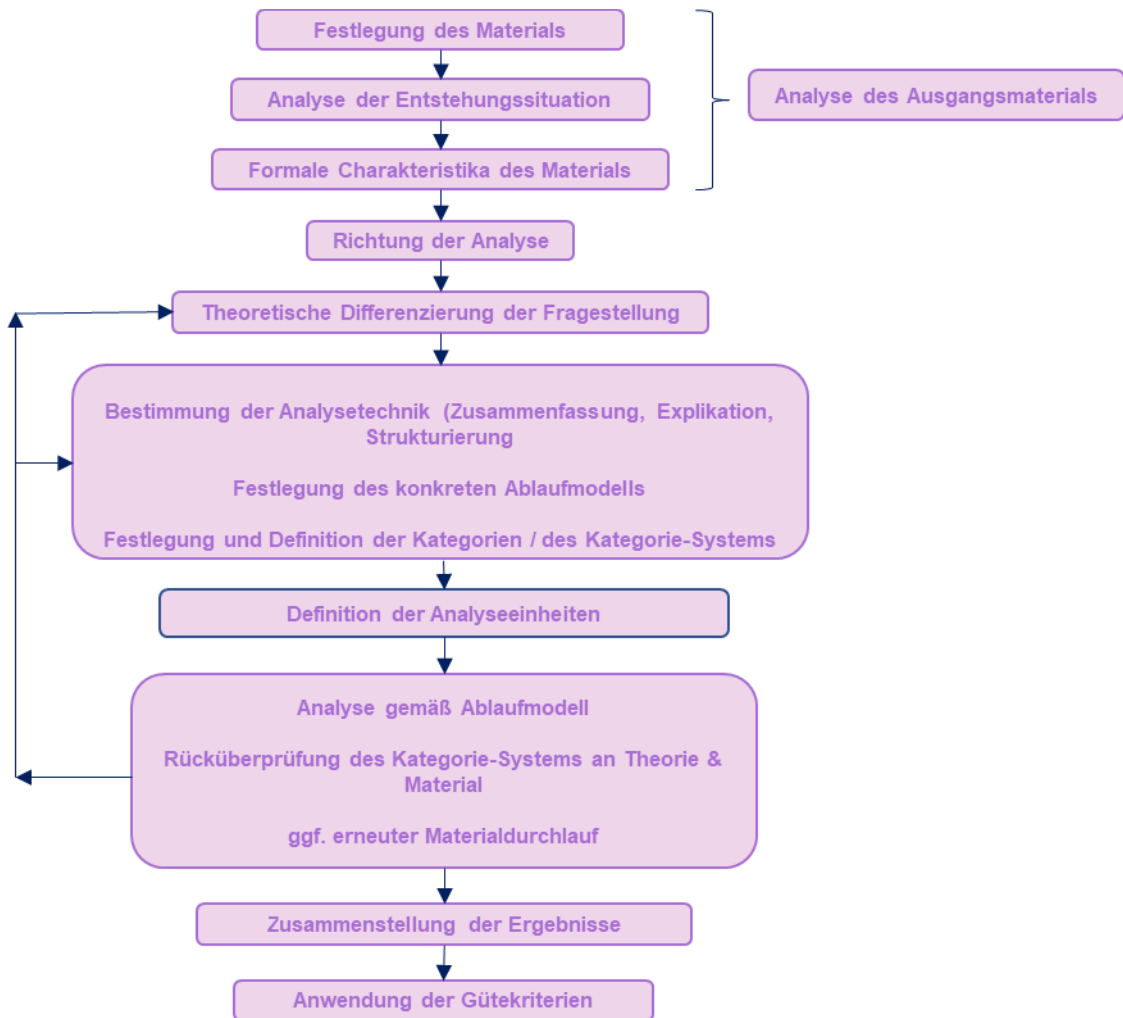 Festlegung des Materials
Analyse der Entstehungssituation
Analyse des Ausgangsmaterials
Formale Charakteristika des Materials
Richtung der Analyse
Theoretische Differenzierung der Fragestellung
Bestimmung der Analysetechnik (Zusammenfassung, Explikation,
Strukturierung
Festlegung des konkreten Ablaufmodells
Festlegung und Definition der Kategorien / des Kategorie-Systems
Definition der Analyseeinheiten
Analyse gemäß Ablaufmodell
Rücküberprüfung des Kategorie-Systems an Theorie &
Material
ggf. erneuter Materialdurchlauf
Zusammenstellung der Ergebnisse
Anwendung der Gütekriterien